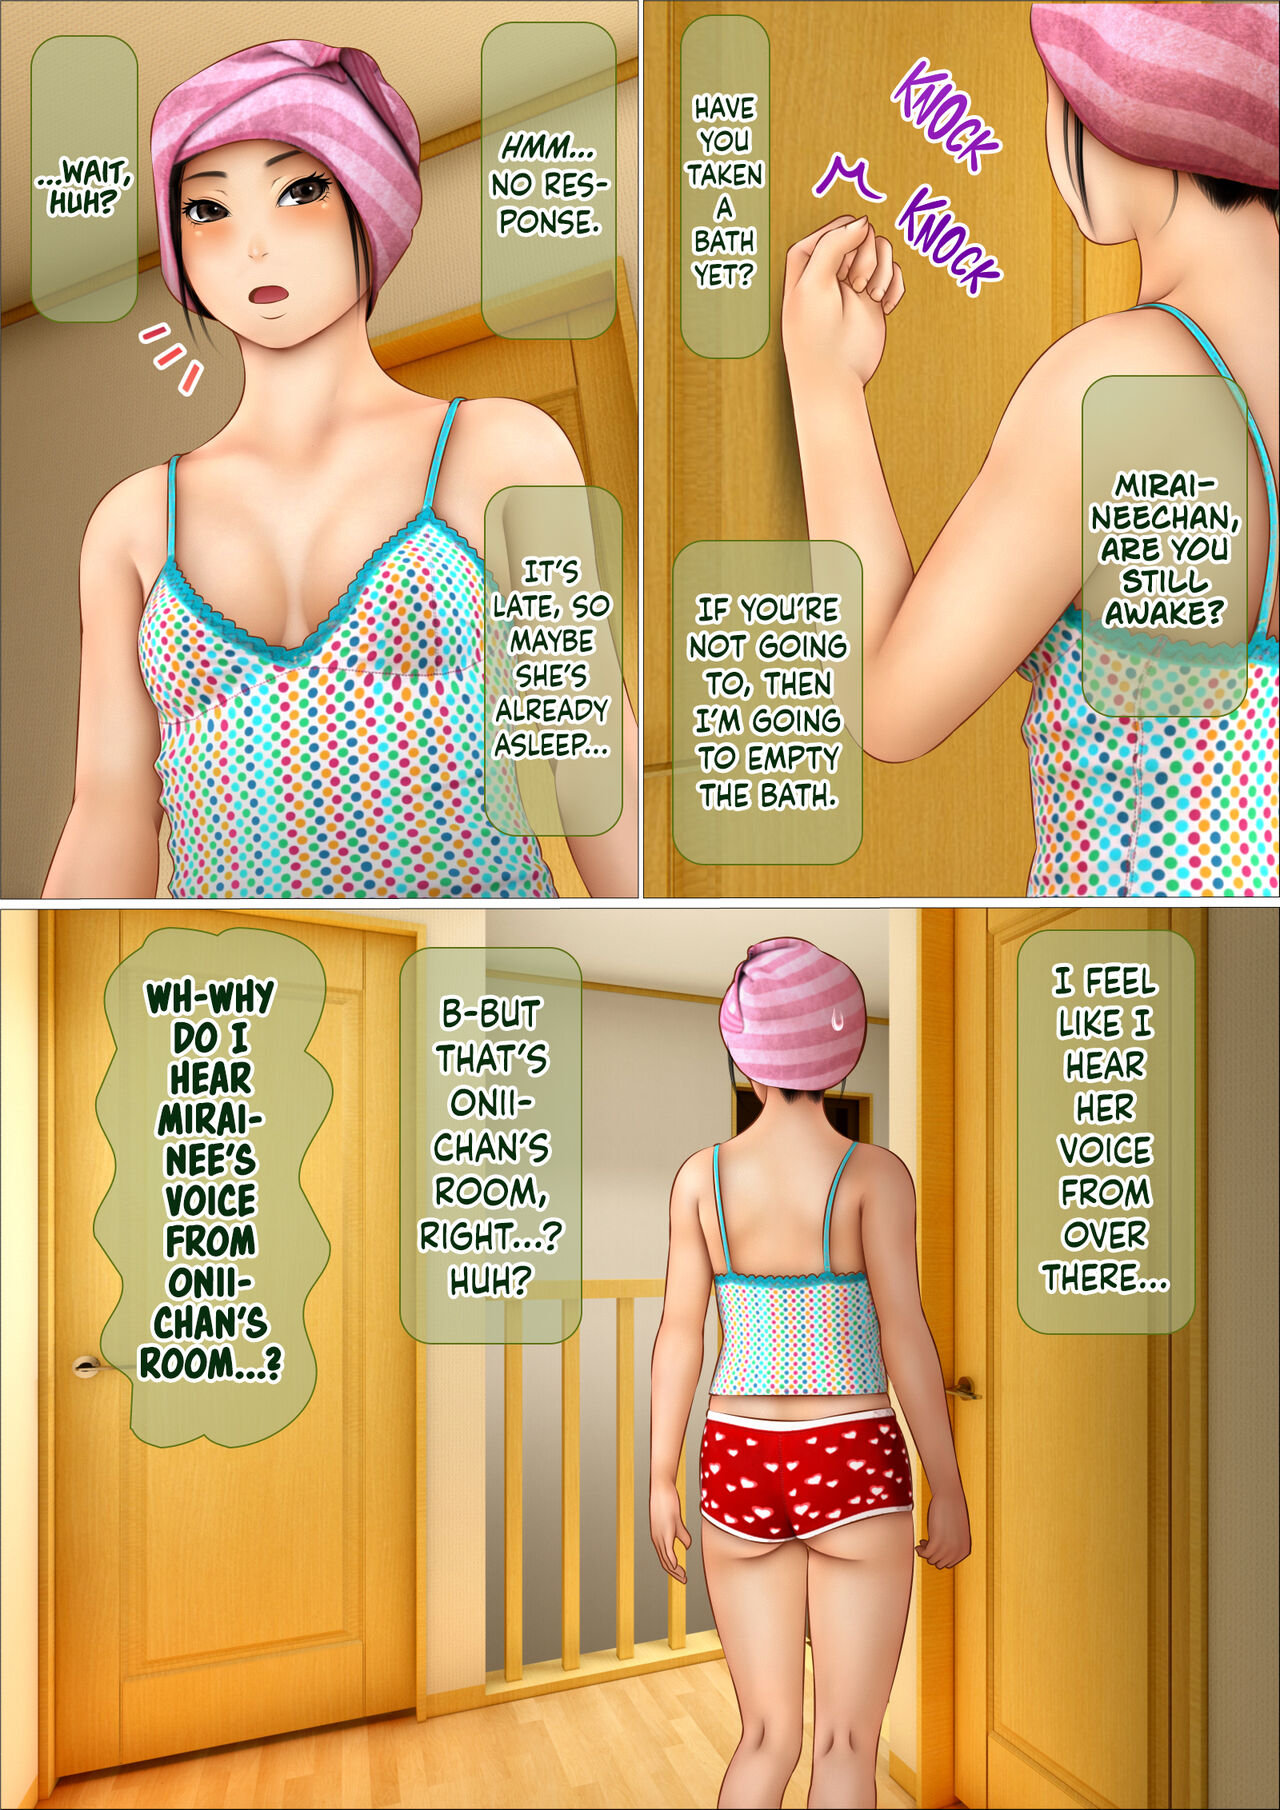 HAVE
YOU
TAKEN
A
BATH
YET?
KNOCK
KNOCK
MIRAI-
NEECHAN,
ARE YOU
STILL
AWAKE?
IF YOU'RE
NOT GOING
TO, THEN
I'M GOING
TO EMPTY
THE BATH.
HMM...
NO RES-
PONSE.
IT'S
LATE, SO
MAYBE
SHE'S
ALREADY
ASLEEP...
...WAIT,
HUH?
I FEEL
LIKE I
HEAR
HER
VOICE
FROM
OVER
THERE...
B-BUT
THAT'S
ONII-
CHAN'S
ROOM,
RIGHT...?
HUH?
WH-WHY
DO I
HEAR
MIRAI-
NEE'S
VOICE
FROM
ONII-
CHAN'S
ROOM...?